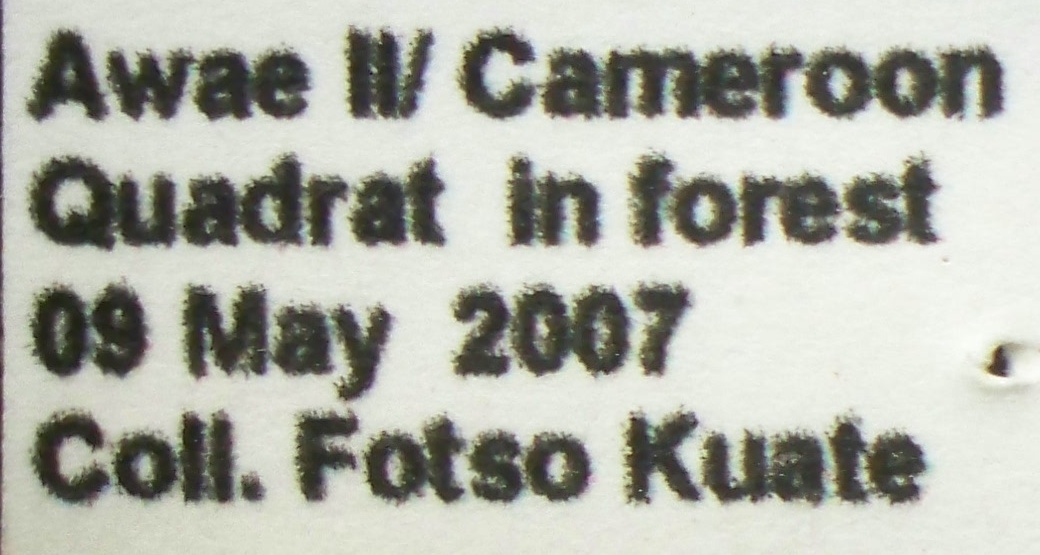 Awae II/ Cameroon
Quadrat in forest
09 May 2007
Coll. Fotso Kuate